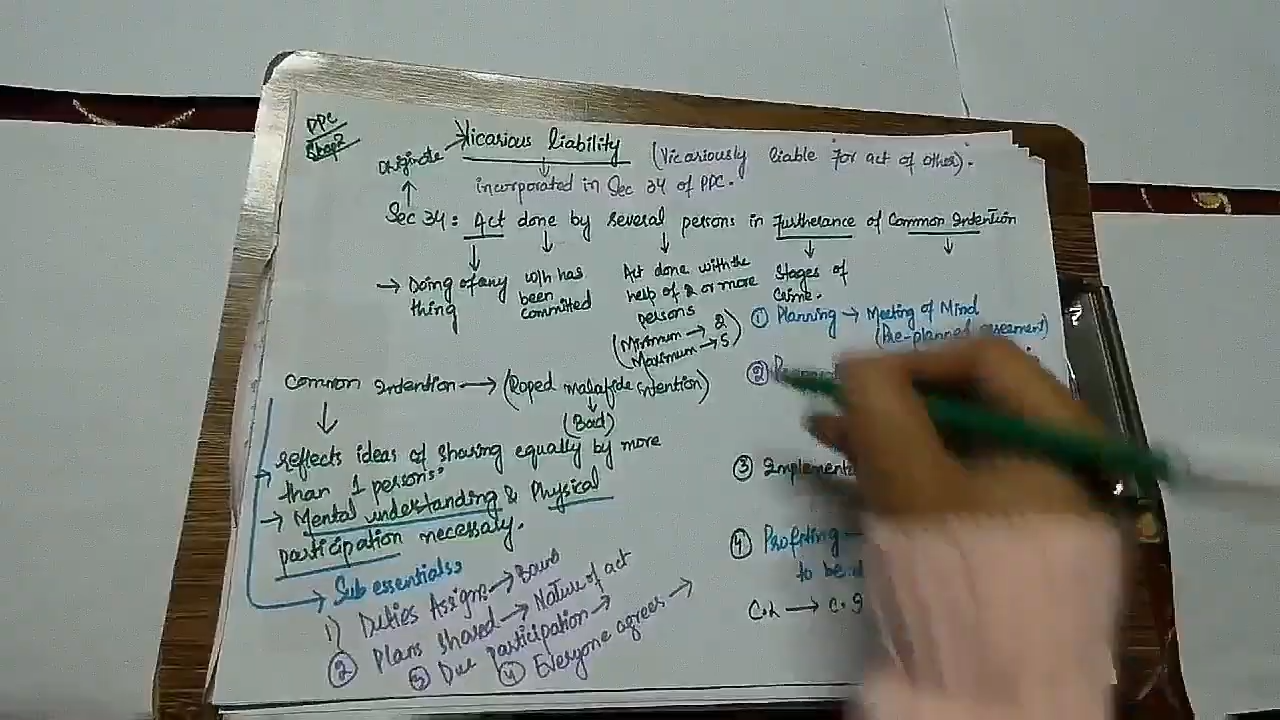 PPC
Originate → Vicarious liability (Vicariously liable for act of other).
incorporated in Sec 34 of PPC.
Sec 34: Act done by several persons in furtherance of Common Intention
→ Doing of any thing
w/h has been committed
Act done with the help of 2 or more persons
(Minimum → 2
Maximum → 5)
Stages of Crime.
① Planning → Meeting of Mind
(Pre-planned
②
③
④ Profiting
to be
Common Intention → (Roped malafide intention)
(Bad)
→ reflects ideas of sharing equally by more
than 1 persons.
→ Mental understanding & Physical
participation necessary.
Sub essentials:
1) Duties Assigns →
② Plans shared → Nature of act
③ Due participation →
④ Everyone agrees →